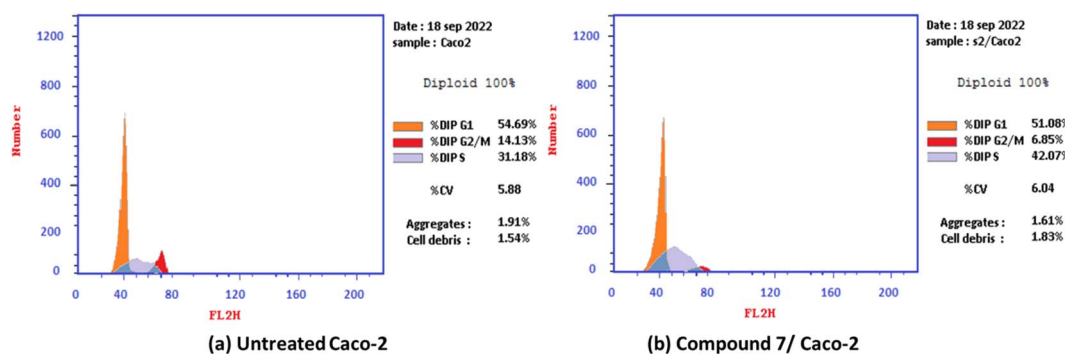 1200
800
600
400
200
0
Number
0 40 80 120 160 200
FL2H
Date : 18 sep 2022
sample : Caco2
Diploid 100%
%DIP G1 54.69%
%DIP G2/M 14.13%
%DIP S 31.18%
%CV 5.88
Aggregates : 1.91%
Cell debris : 1.54%
(a) Untreated Caco-2
1200
800
600
400
200
0
Number
0 40 80 120 160 200
FL2H
Date : 18 sep 2022
sample : s2/Caco2
Diploid 100%
%DIP G1 51.08%
%DIP G2/M 6.85%
%DIP S 42.07%
%CV 6.04
Aggregates : 1.61%
Cell debris : 1.83%
(b) Compound 7/ Caco-2